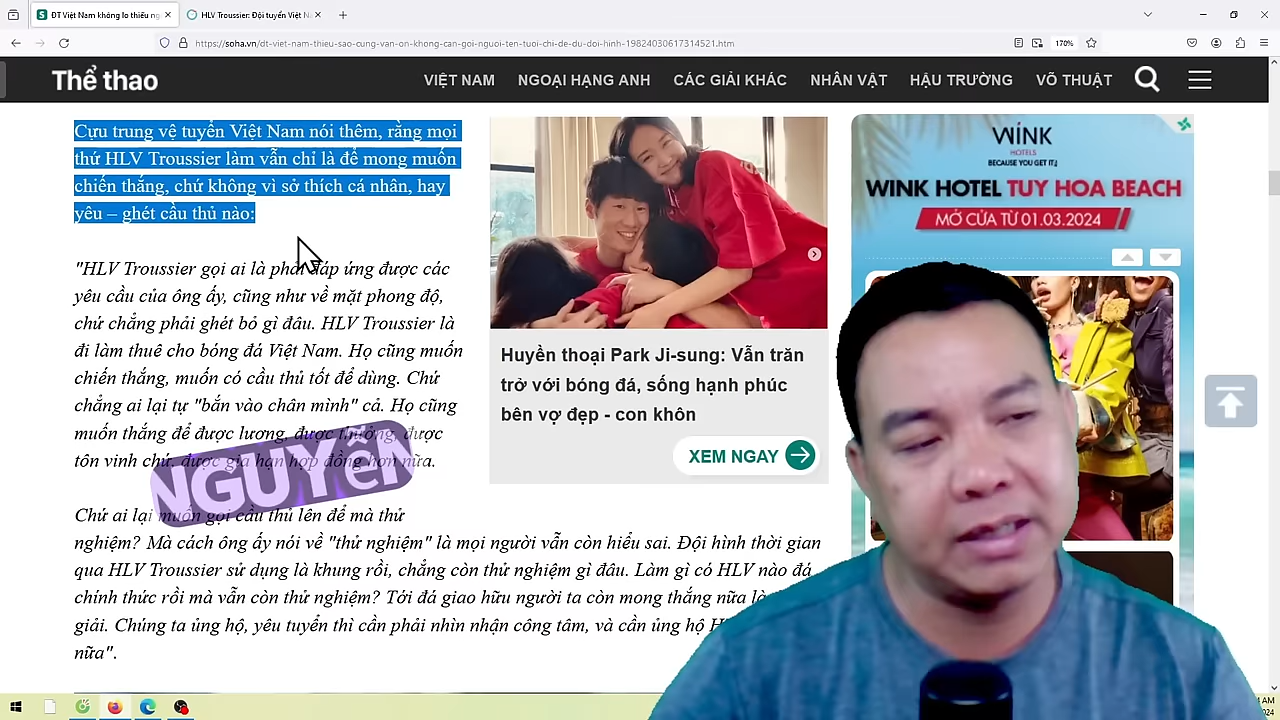 ĐT Việt Nam không lo thiếu ng
HLV Troussier: Đội tuyển Việt N
https://soha.vn/dt-viet-nam-thieu-sao-cung-van-on-khong-can-goi-nguoi-ten-tuoi-chi-de-du-doi-hinh-19824030617314521.htm
170%
Thể thao
VIỆT NAM
NGOẠI HẠNG ANH
CÁC GIẢI KHÁC
NHÂN VẬT
HẬU TRƯỜNG
VÕ THUẬT
Cựu trung vệ tuyển Việt Nam nói thêm, rằng mọi
thứ HLV Troussier làm vẫn chỉ là để mong muốn
chiến thắng, chứ không vì sở thích cá nhân, hay
yêu – ghét cầu thủ nào:
"HLV Troussier gọi ai là phải đáp ứng được các
yêu cầu của ông ấy, cũng như về mặt phong độ,
chứ chẳng phải ghét bỏ gì đâu. HLV Troussier là
đi làm thuê cho bóng đá Việt Nam. Họ cũng muốn
chiến thắng, muốn có cầu thủ tốt để dùng. Chứ
chẳng ai lại tự "bắn vào chân mình" cả. Họ cũng
muốn thắng để được lương, được thưởng, được
tôn vinh chứ, được gia hạn hợp đồng hơn nữa.
NGUYỄN
Chứ ai lại muốn gọi cầu thủ lên để mà thử
nghiệm? Mà cách ông ấy nói về "thử nghiệm" là mọi người vẫn còn hiểu sai. Đội hình thời gian
qua HLV Troussier sử dụng là khung rồi, chẳng còn thử nghiệm gì đâu. Làm gì có HLV nào đá
chính thức rồi mà vẫn còn thử nghiệm? Tới đá giao hữu người ta còn mong thắng nữa là
giải. Chúng ta ủng hộ, yêu tuyển thì cần phải nhìn nhận công tâm, và cần ủng hộ H
nữa".
Huyền thoại Park Ji-sung: Vẫn trăn
trở với bóng đá, sống hạnh phúc
bên vợ đẹp - con khôn
XEM NGAY
WINK
HOTELS
BECAUSE YOU GET IT.
WINK HOTEL TUY HOA BEACH
MỞ CỬA TỪ 01.03.2024